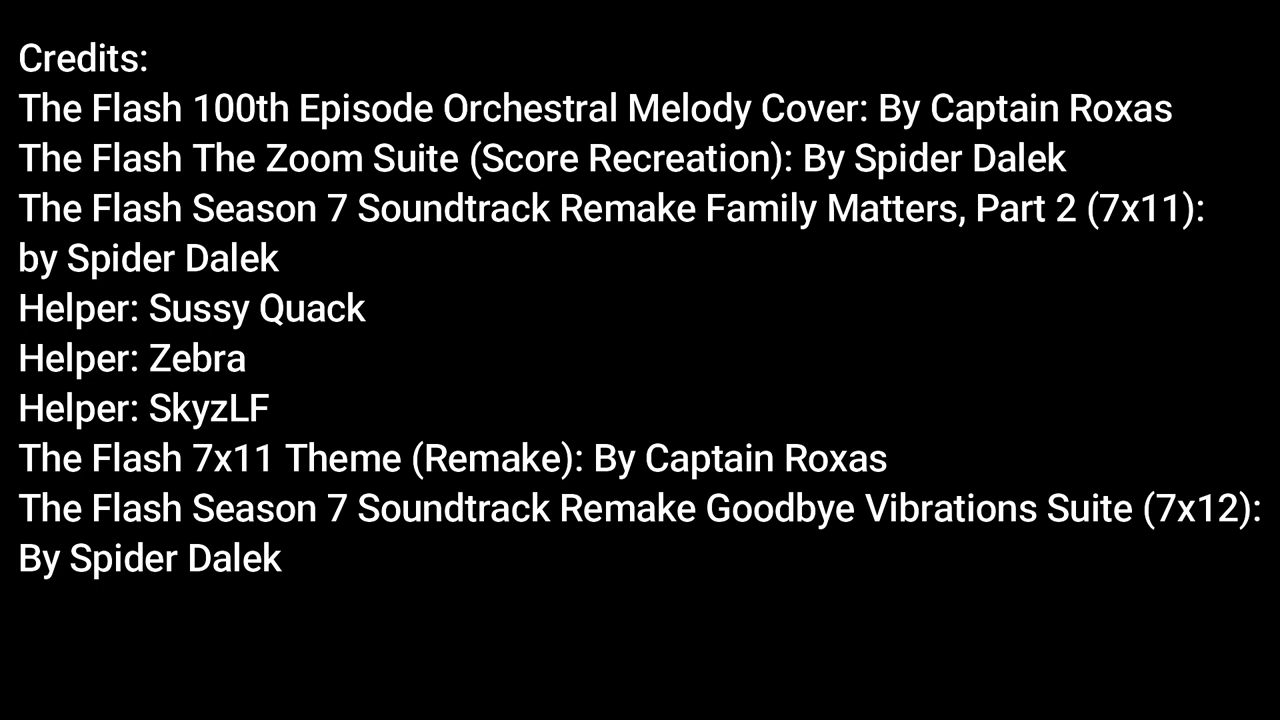 Credits:
The Flash 100th Episode Orchestral Melody Cover: By Captain Roxas
The Flash The Zoom Suite (Score Recreation): By Spider Dalek
The Flash Season 7 Soundtrack Remake Family Matters, Part 2 (7x11):
by Spider Dalek
Helper: Sussy Quack
Helper: Zebra
Helper: SkyzLF
The Flash 7x11 Theme (Remake): By Captain Roxas
The Flash Season 7 Soundtrack Remake Goodbye Vibrations Suite (7x12):
By Spider Dalek